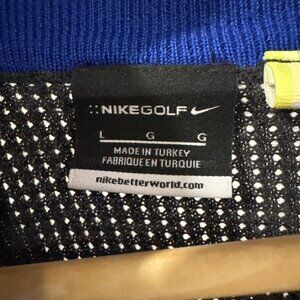 NIKEGOLF
L G G
MADE IN TURKEY
FABRIQUE EN TURQUIE
nikebetterworld.com